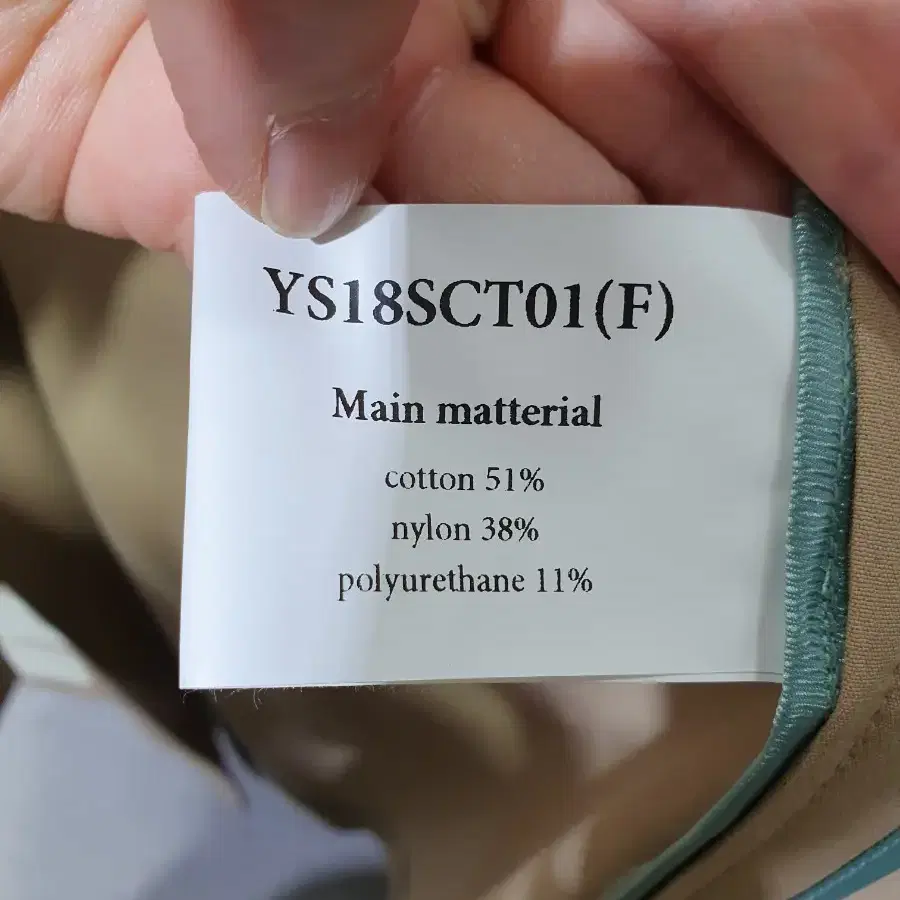 YS18SCT01(F)
Main matterial
cotton 51%
nylon 38%
polyurethane 11%